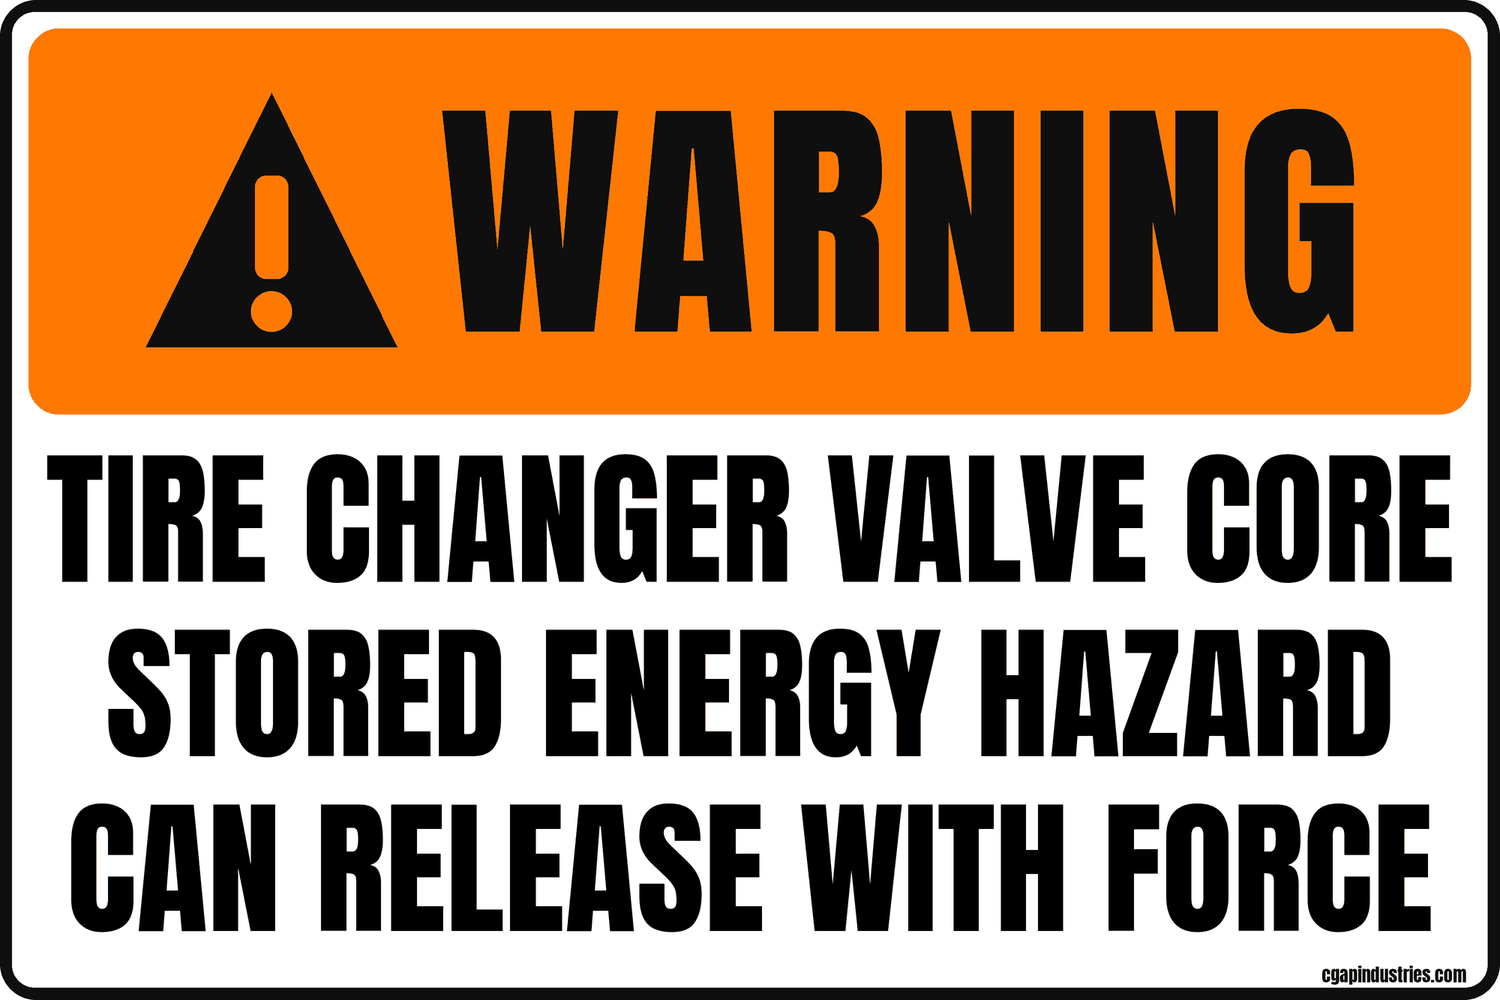 WARNING
TIRE CHANGER VALVE CORE
STORED ENERGY HAZARD
CAN RELEASE WITH FORCE
cgapindustries.com